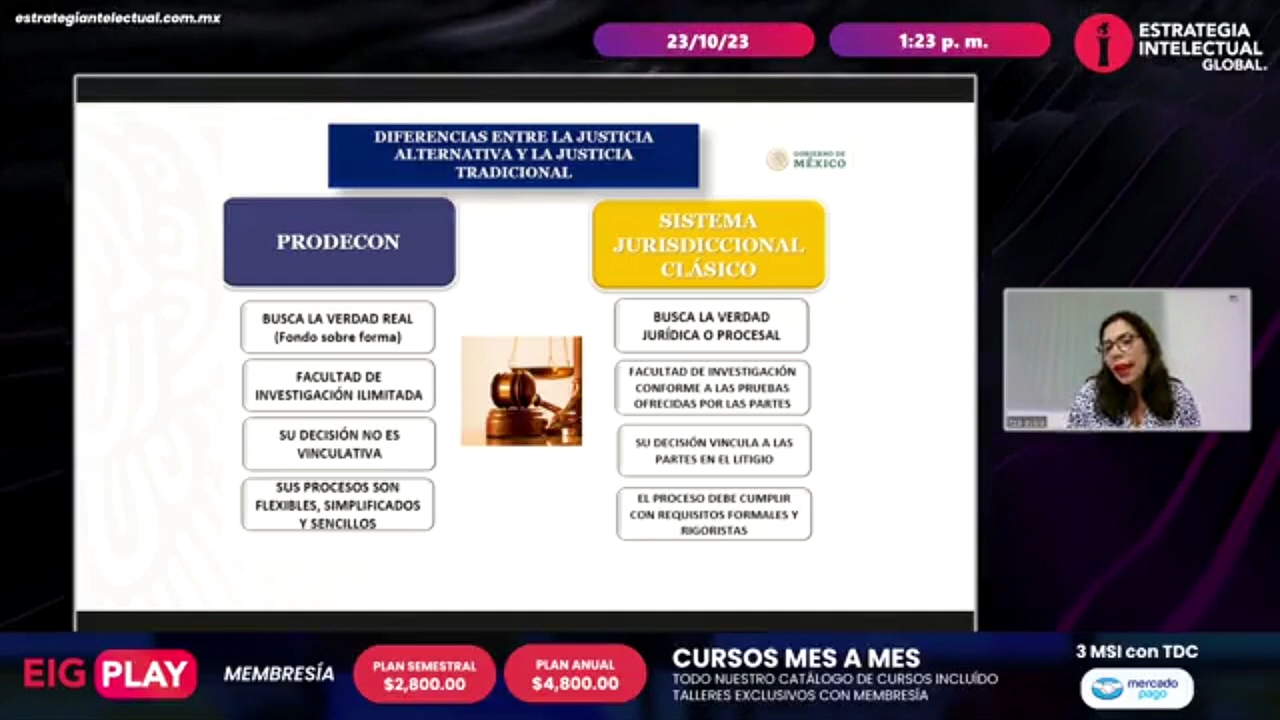 estrategiantelectual.com.mx
23/10/23
1:23 p. m.
ESTRATEGIA
INTELECTUAL
GLOBAL.
DIFERENCIAS ENTRE LA JUSTICIA
ALTERNATIVA Y LA JUSTICIA
TRADICIONAL
GOBIERNO DE
MÉXICO
PRODECON
BUSCA LA VERDAD REAL
(Fondo sobre forma)
FACULTAD DE
INVESTIGACIÓN ILIMITADA
SU DECISIÓN NO ES
VINCULATIVA
SUS PROCESOS SON
FLEXIBLES, SIMPLIFICADOS
Y SENCILLOS
SISTEMA
JURISDICCIONAL
CLÁSICO
BUSCA LA VERDAD
JURÍDICA O PROCESAL
FACULTAD DE INVESTIGACIÓN
CONFORME A LAS PRUEBAS
OFRECIDAS POR LAS PARTES
SU DECISIÓN VINCULA A LAS
PARTES EN EL LITIGIO
EL PROCESO DEBE CUMPLIR
CON REQUISITOS FORMALES Y
RIGORISTAS
EIG PLAY
MEMBRESÍA
PLAN SEMESTRAL
$2,800.00
PLAN ANUAL
$4,800.00
CURSOS MES A MES
TODO NUESTRO CATÁLOGO DE CURSOS INCLUÍDO
TALLERES EXCLUSIVOS CON MEMBRESÍA
3 MSI con TDC
mercado
pago